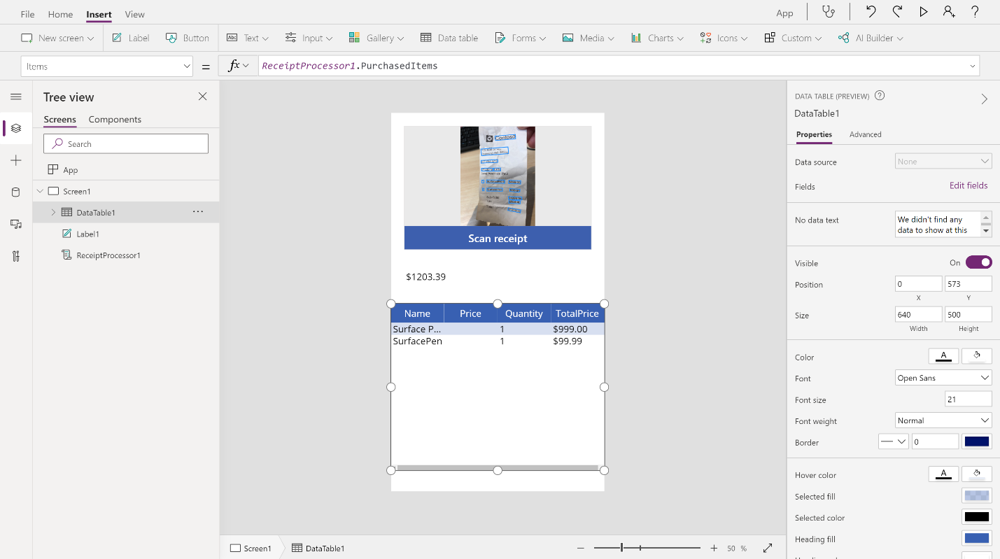 File Home Insert View App
New screen Label Button Text Input Gallery Data table Forms Media Charts Icons Custom AI Builder
Items = fx ReceiptProcessor1.PurchasedItems
Tree view
Screens Components
Search
App
Screen1
DataTable1
Label1
ReceiptProcessor1
Contoso
Scan receipt
$1203.39
Name Price Quantity TotalPrice
Surface P... 1 $999.00
SurfacePen 1 $99.99
Screen1 DataTable1 50 %
DATA TABLE (PREVIEW)
DataTable1
Properties Advanced
Data source None
Fields Edit fields
No data text We didn't find any
data to show at this
Visible On
Position 0 573
X Y
Size 640 500
Width Height
Color
Font Open Sans
Font size 21
Font weight Normal
Border 0
Hover color
Selected fill
Selected color
Heading fill